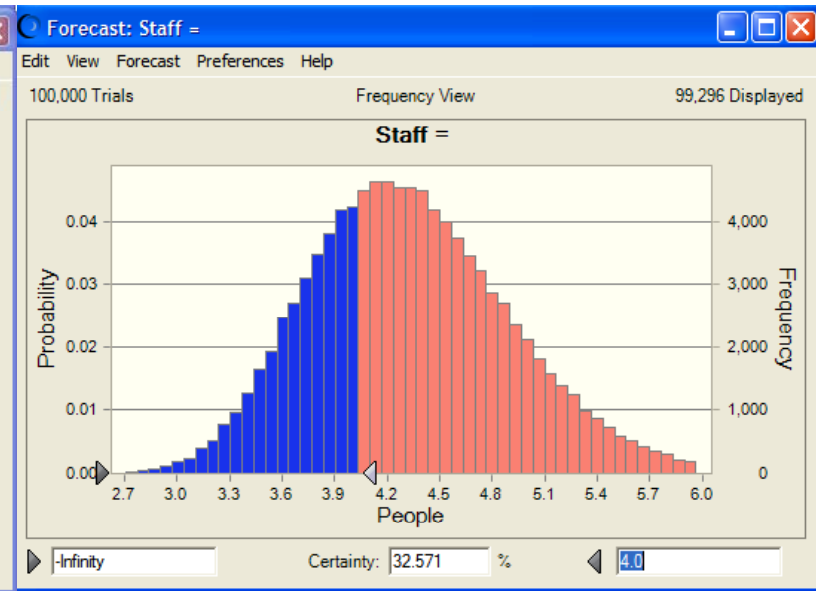 Forecast: Staff =
Edit View Forecast Preferences Help
100,000 Trials Frequency View 99,296 Displayed
Staff =
0.04 4,000
0.03 3,000
0.02 2,000
0.01 1,000
0.00 0
Probability
Frequency
2.7 3.0 3.3 3.6 3.9 4.2 4.5 4.8 5.1 5.4 5.7 6.0
People
-Infinity Certainty: 32.571 % 4.0